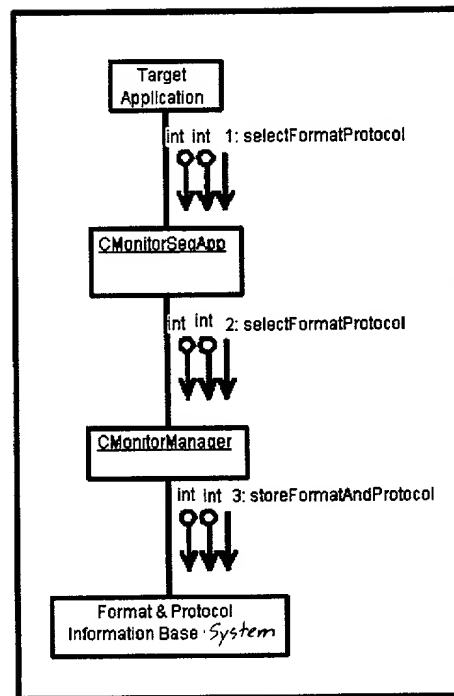 Target
Application
int int 1: selectFormatProtocol
CMonitorSeqApp
int int 2: selectFormatProtocol
CMonitorManager
int int 3: storeFormatAndProtocol
Format & Protocol
Information Base System